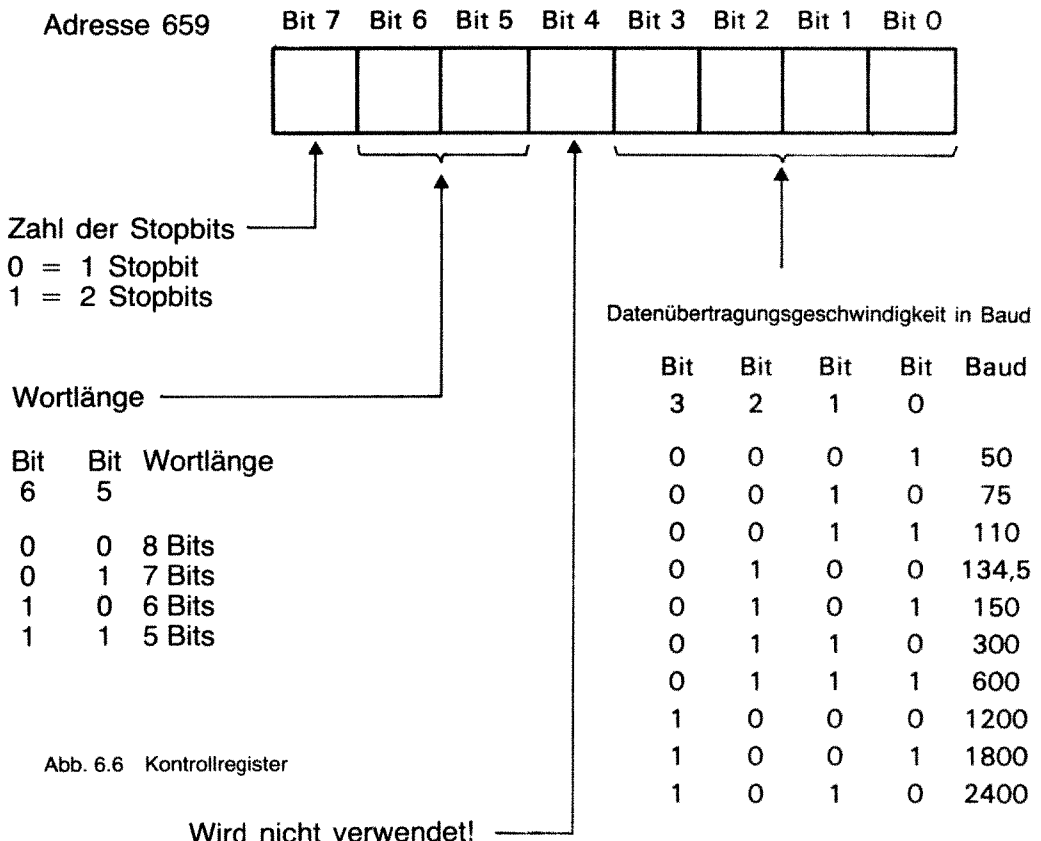 Adresse 659 Bit 7 Bit 6 Bit 5 Bit 4 Bit 3 Bit 2 Bit 1 Bit 0
Zahl der Stopbits
0 = 1 Stopbit
1 = 2 Stopbits
Wortlänge
Bit Bit Wortlänge
6 5
0 0 8 Bits
0 1 7 Bits
1 0 6 Bits
1 1 5 Bits
Datenübertragungsgeschwindigkeit in Baud
Bit Bit Bit Bit Baud
3 2 1 0
0 0 0 1 50
0 0 1 0 75
0 0 1 1 110
0 1 0 0 134,5
0 1 0 1 150
0 1 1 0 300
0 1 1 1 600
1 0 0 0 1200
1 0 0 1 1800
1 0 1 0 2400
Abb. 6.6 Kontrollregister
Wird nicht verwendet!